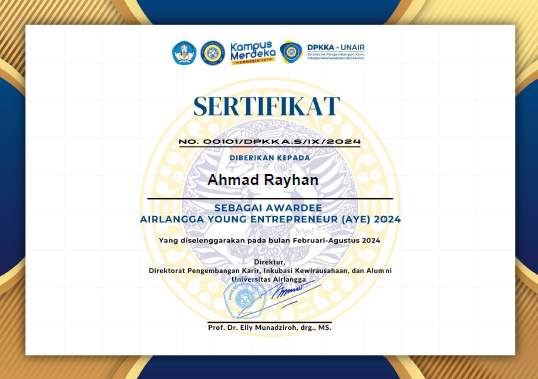 Kampus
Merdeka
INDONESIA JAYA
DPKKA - UNAIR
Direktorat Pengembangan Karir,
Inkubasi Kewirausahaan dan Alumni
SERTIFIKAT
NO. 00101/DPKKA.S/IX/2024
DIBERIKAN KEPADA
Ahmad Rayhan
SEBAGAI AWARDEE
AIRLANGGA YOUNG ENTREPRENEUR (AYE) 2024
Yang diselenggarakan pada bulan Februari-Agustus 2024
Direktur,
Direktorat Pengembangan Karir, Inkubasi Kewirausahaan, dan Alumni
Universitas Airlangga
Prof. Dr. Elly Munadziroh, drg., MS.